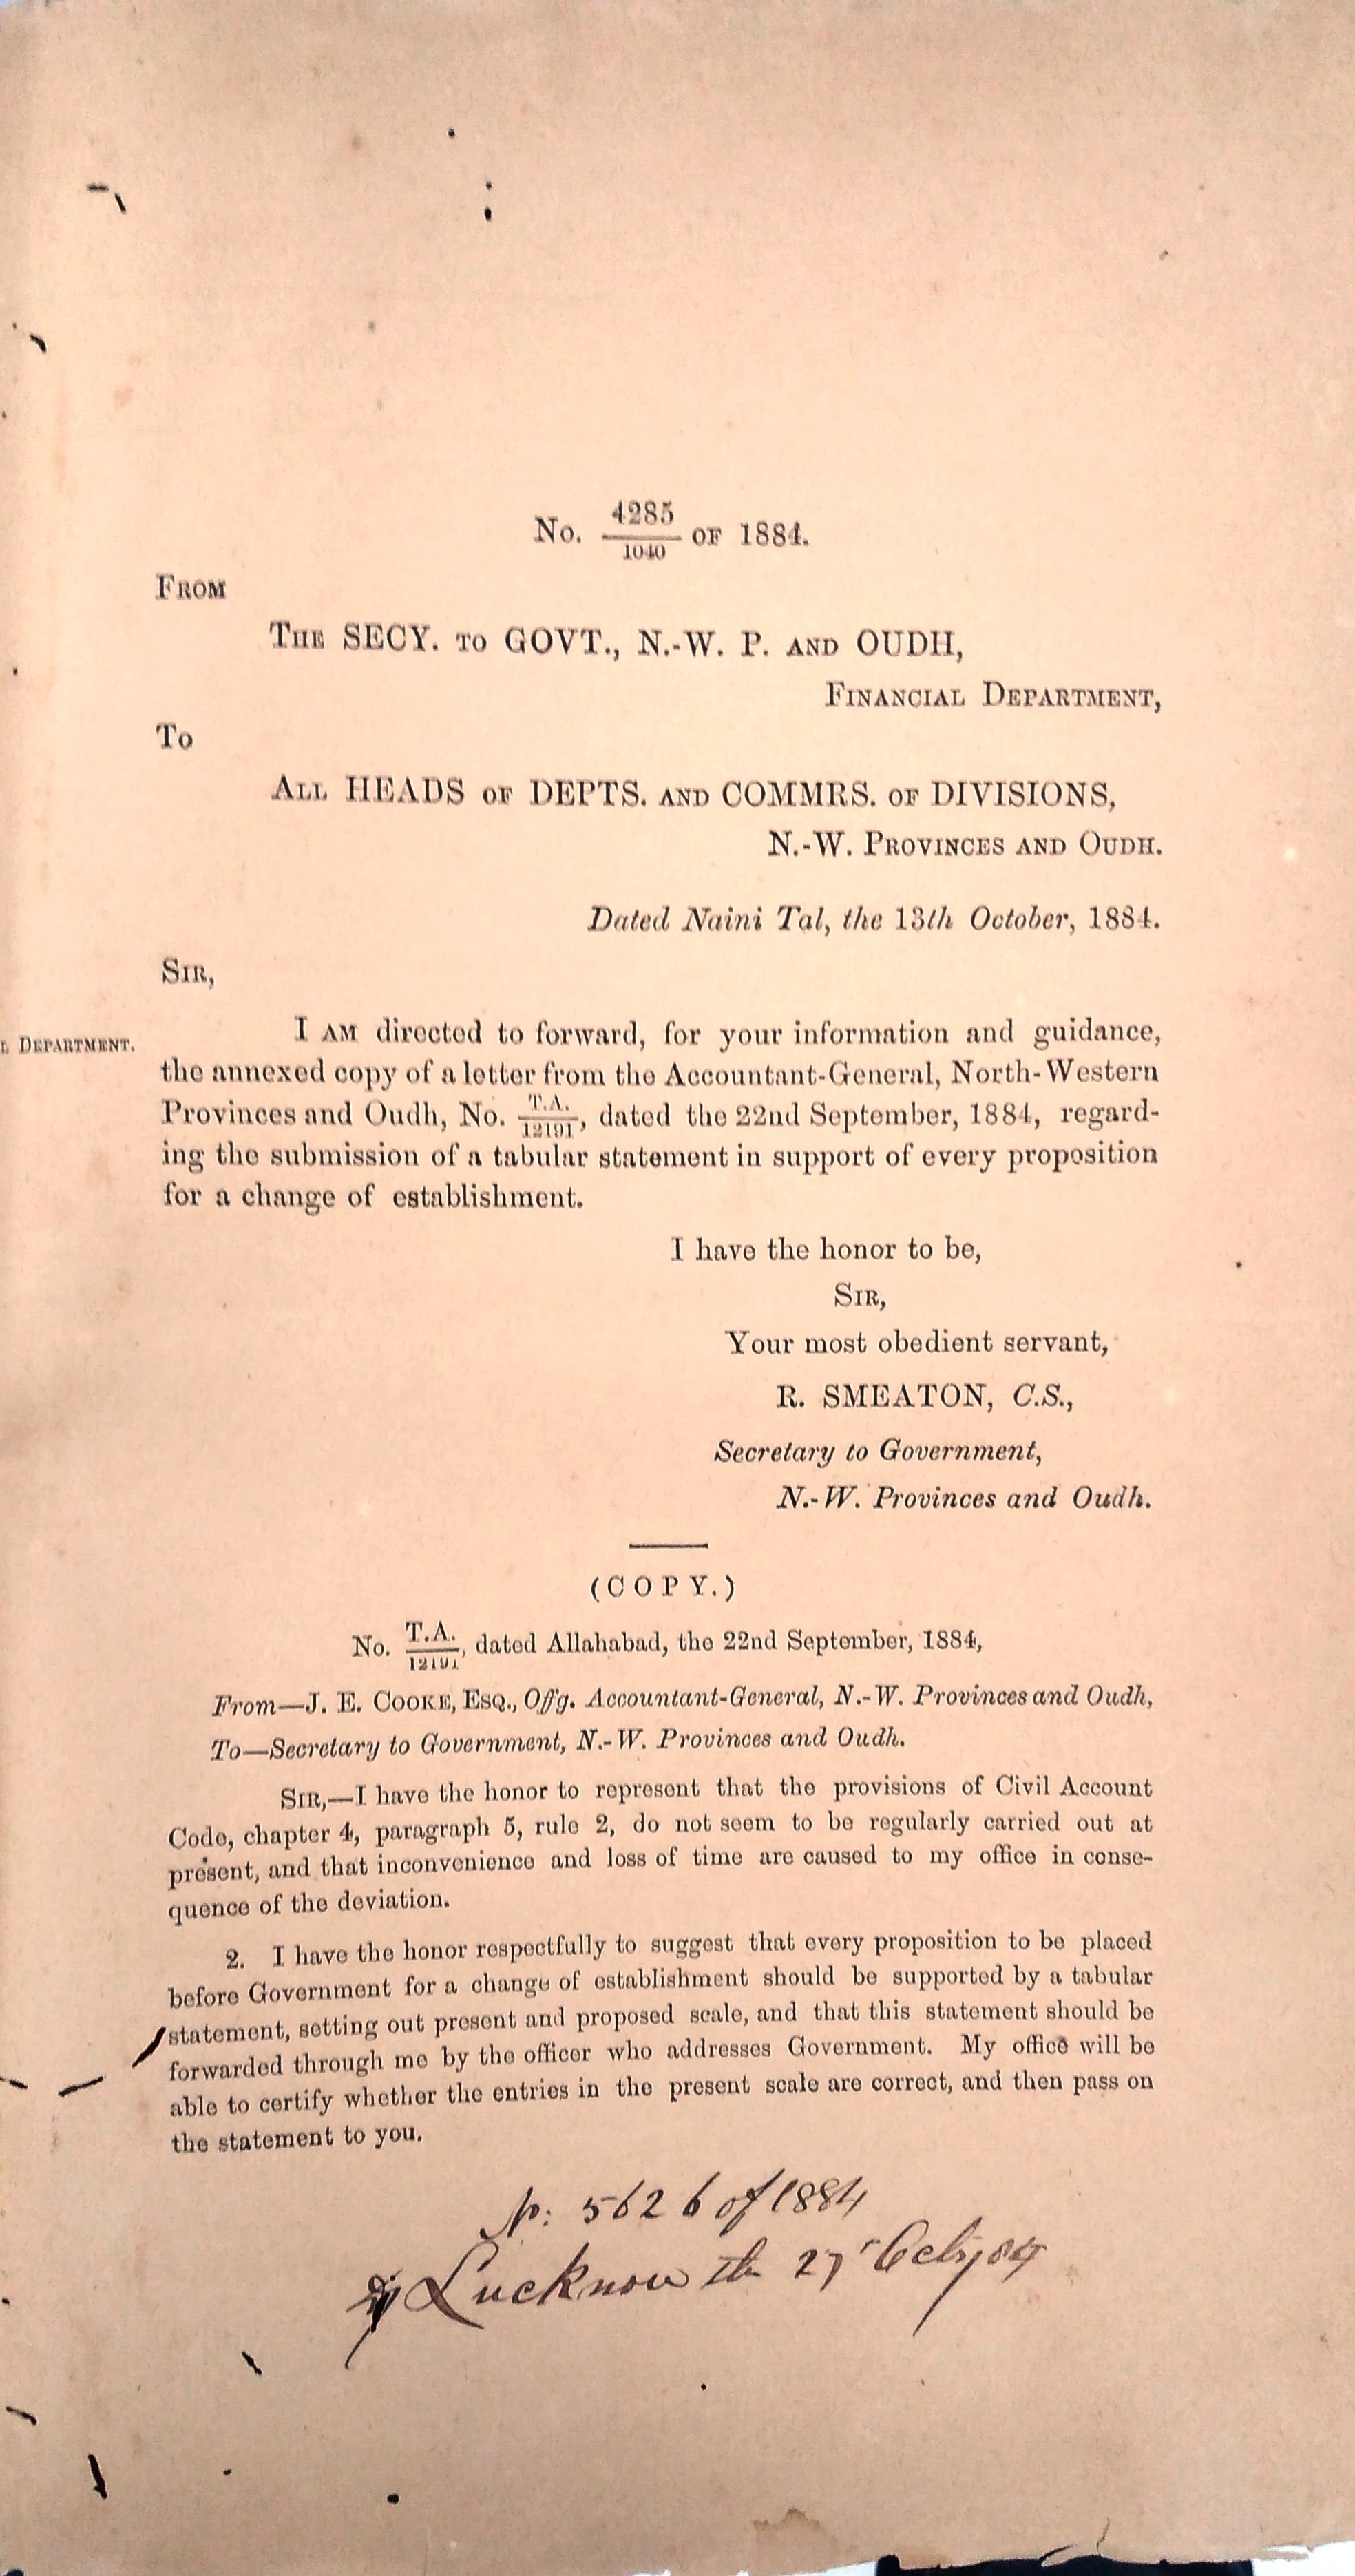 No. 4285/1040 OF 1884.
FROM
THE SECY. TO GOVT., N.-W. P. AND OUDH,
FINANCIAL DEPARTMENT,
To
ALL HEADS OF DEPTS. AND COMMRS. OF DIVISIONS,
N.-W. PROVINCES AND OUDH.
Dated Naini Tal, the 13th October, 1884.
SIR,
L DEPARTMENT.
I AM directed to forward, for your information and guidance,
the annexed copy of a letter from the Accountant-General, North-Western
Provinces and Oudh, No. T.A./12191, dated the 22nd September, 1884, regard-
ing the submission of a tabular statement in support of every proposition
for a change of establishment.
I have the honor to be,
SIR,
Your most obedient servant,
R. SMEATON, C.S.,
Secretary to Government,
N.-W. Provinces and Oudh.
(COPY.)
No. T.A./12191, dated Allahabad, the 22nd September, 1884,
From—J. E. COOKE, ESQ., Offg. Accountant-General, N.-W. Provinces and Oudh,
To—Secretary to Government, N.-W. Provinces and Oudh.
SIR,—I have the honor to represent that the provisions of Civil Account
Code, chapter 4, paragraph 5, rule 2, do not seem to be regularly carried out at
present, and that inconvenience and loss of time are caused to my office in conse-
quence of the deviation.
2. I have the honor respectfully to suggest that every proposition to be placed
before Government for a change of establishment should be supported by a tabular
statement, setting out present and proposed scale, and that this statement should be
forwarded through me by the officer who addresses Government. My office will be
able to certify whether the entries in the present scale are correct, and then pass on
the statement to you.
No: 5626 of 1884
Lucknow the 27